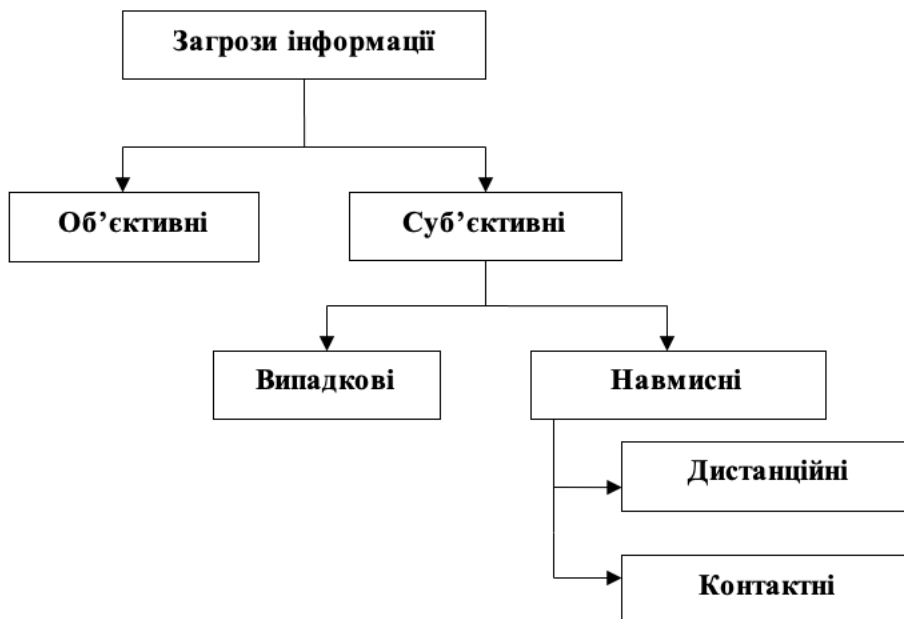 Загрози інформації
Об’єктивні
Суб’єктивні
Випадкові
Навмисні
Дистанційні
Контактні